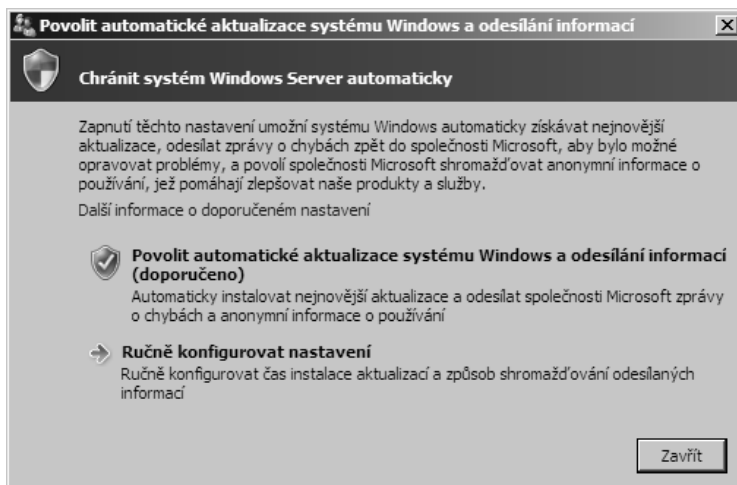 Povolit automatické aktualizace systému Windows a odesílání informací
Chránit systém Windows Server automaticky
Zapnutí těchto nastavení umožní systému Windows automaticky získávat nejnovější
aktualizace, odesílat zprávy o chybách zpět do společnosti Microsoft, aby bylo možné
opravovat problémy, a povolí společnosti Microsoft shromažďovat anonymní informace o
používání, jež pomáhají zlepšovat naše produkty a služby.
Další informace o doporučeném nastavení
Povolit automatické aktualizace systému Windows a odesílání informací
(doporučeno)
Automaticky instalovat nejnovější aktualizace a odesílat společnosti Microsoft zprávy
o chybách a anonymní informace o používání
Ručně konfigurovat nastavení
Ručně konfigurovat čas instalace aktualizací a způsob shromažďování odesílaných
informací
Zavřít